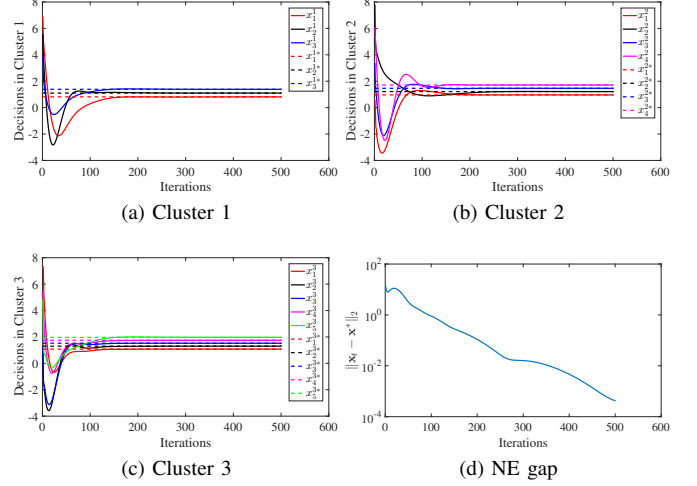 8
6
4
2
0
-2
-4
Decisions in Cluster 1
0 100 200 300 400 500 600
Iterations
x_1^1
x_2^1
x_3^1
x_1^{1*}
x_2^{1*}
x_3^{1*}
(a) Cluster 1
8
6
4
2
0
-2
-4
Decisions in Cluster 2
0 100 200 300 400 500 600
Iterations
x_1^2
x_2^2
x_3^2
x_4^2
x_1^{2*}
x_2^{2*}
x_3^{2*}
x_4^{2*}
(b) Cluster 2
8
6
4
2
0
-2
-4
Decisions in Cluster 3
0 100 200 300 400 500 600
Iterations
x_1^3
x_2^3
x_3^3
x_4^3
x_5^3
x_1^{3*}
x_2^{3*}
x_3^{3*}
x_4^{3*}
x_5^{3*}
(c) Cluster 3
10^2
10^0
10^{-2}
10^{-4}
‖x_t − x^*‖_2
0 100 200 300 400 500 600
Iterations
(d) NE gap